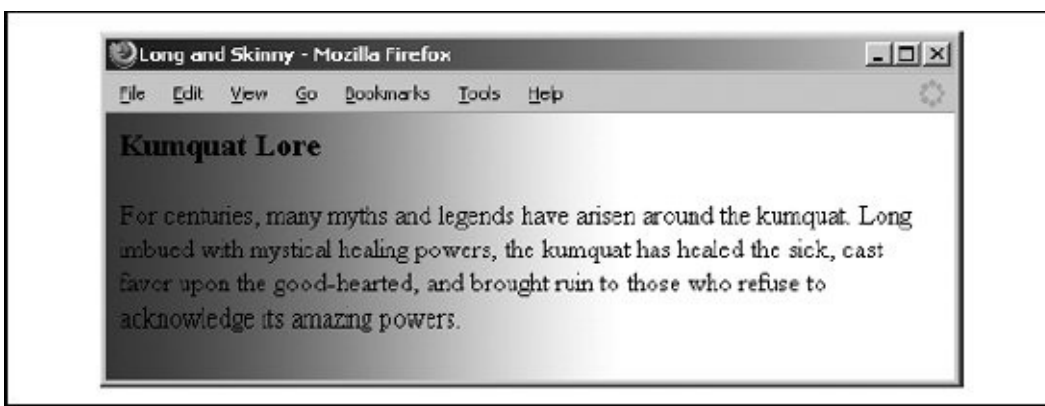 Long and Skinny - Mozilla Firefox
File Edit View Go Bookmarks Tools Help
Kumquat Lore
For centuries, many myths and legends have arisen around the kumquat. Long
imbued with mystical healing powers, the kumquat has healed the sick, cast
favor upon the good-hearted, and brought ruin to those who refuse to
acknowledge its amazing powers.